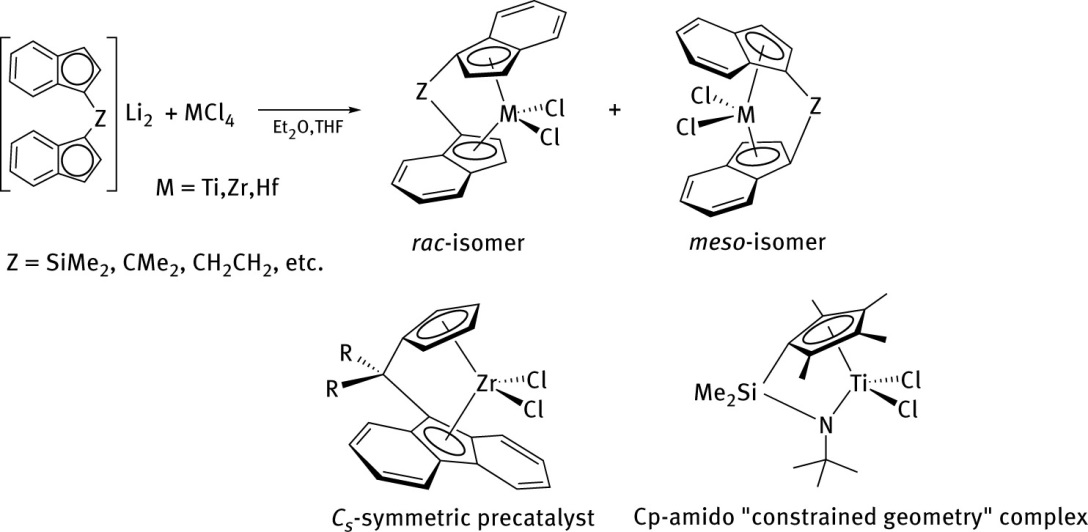 Z
Li2 + MCl4
Et2O,THF
M = Ti,Zr,Hf
Z = SiMe2, CMe2, CH2CH2, etc.
Z
M
Cl
Cl
rac-isomer
+
Cl
Cl
M
Z
meso-isomer
R
R
Zr
Cl
Cl
Cs-symmetric precatalyst
Me2Si
Ti
Cl
Cl
N
Cp-amido "constrained geometry" complex